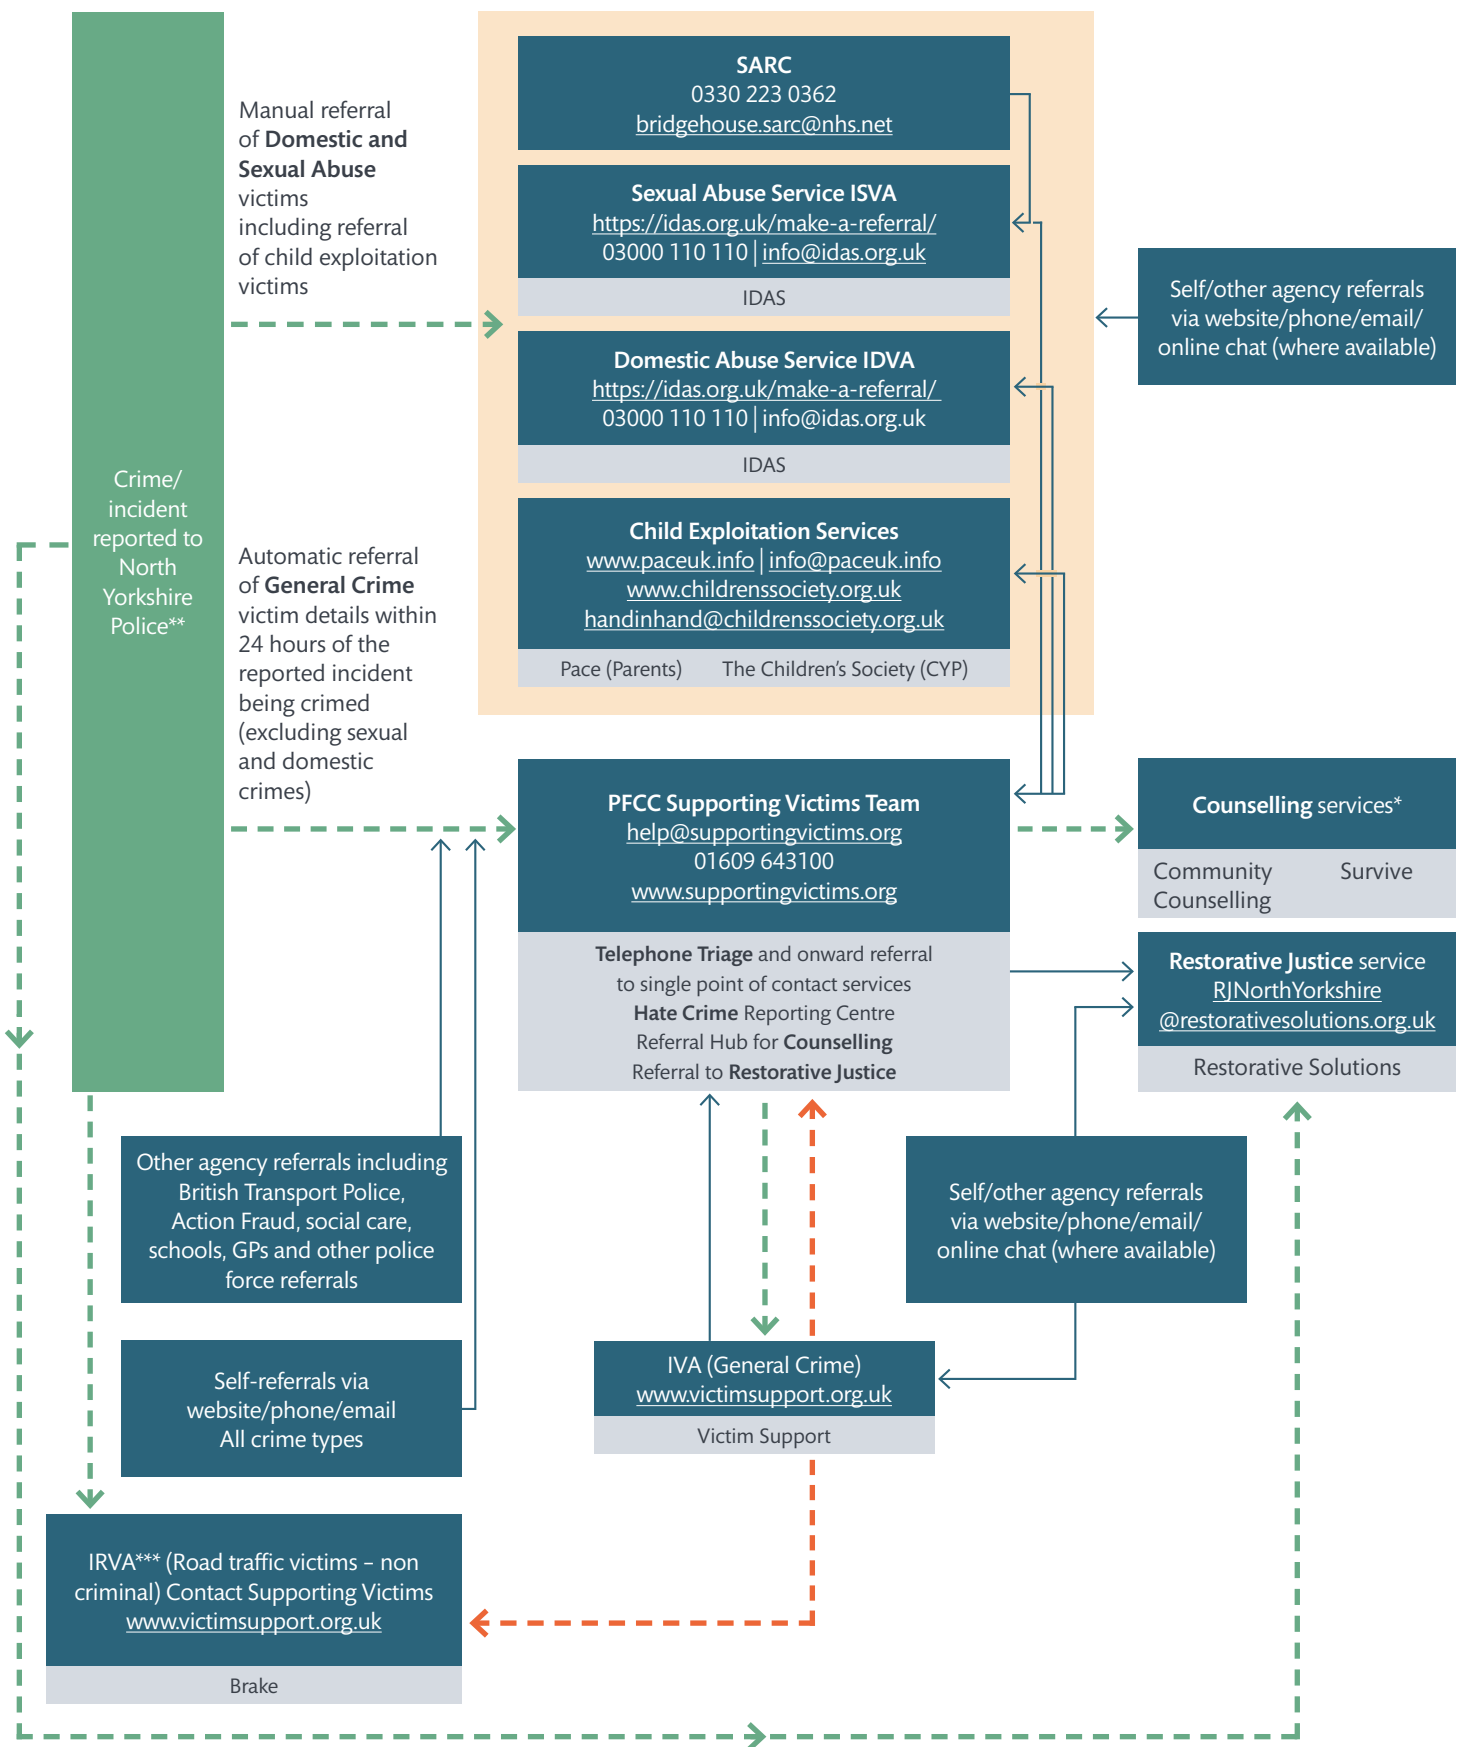 Crime/
incident
reported to
North
Yorkshire
Police**
Manual referral
of Domestic and
Sexual Abuse
victims
including referral
of child exploitation
victims
Automatic referral
of General Crime
victim details within
24 hours of the
reported incident
being crimed
(excluding sexual
and domestic
crimes)
SARC
0330 223 0362
bridgehouse.sarc@nhs.net
Sexual Abuse Service ISVA
https://idas.org.uk/make-a-referral/
03000 110 110 | info@idas.org.uk
IDAS
Domestic Abuse Service IDVA
https://idas.org.uk/make-a-referral/
03000 110 110 | info@idas.org.uk
IDAS
Child Exploitation Services
www.paceuk.info | info@paceuk.info
www.childrenssociety.org.uk
handinhand@childrenssociety.org.uk
Pace (Parents) The Children's Society (CYP)
Self/other agency referrals
via website/phone/email/
online chat (where available)
PFCC Supporting Victims Team
help@supportingvictims.org
01609 643100
www.supportingvictims.org
Telephone Triage and onward referral
to single point of contact services
Hate Crime Reporting Centre
Referral Hub for Counselling
Referral to Restorative Justice
Counselling services*
Community Survive
Counselling
Restorative Justice service
RJNorthYorkshire
@restorativesolutions.org.uk
Restorative Solutions
Other agency referrals including
British Transport Police,
Action Fraud, social care,
schools, GPs and other police
force referrals
Self/other agency referrals
via website/phone/email/
online chat (where available)
Self-referrals via
website/phone/email
All crime types
IVA (General Crime)
www.victimsupport.org.uk
Victim Support
IRVA*** (Road traffic victims – non
criminal) Contact Supporting Victims
www.victimsupport.org.uk
Brake